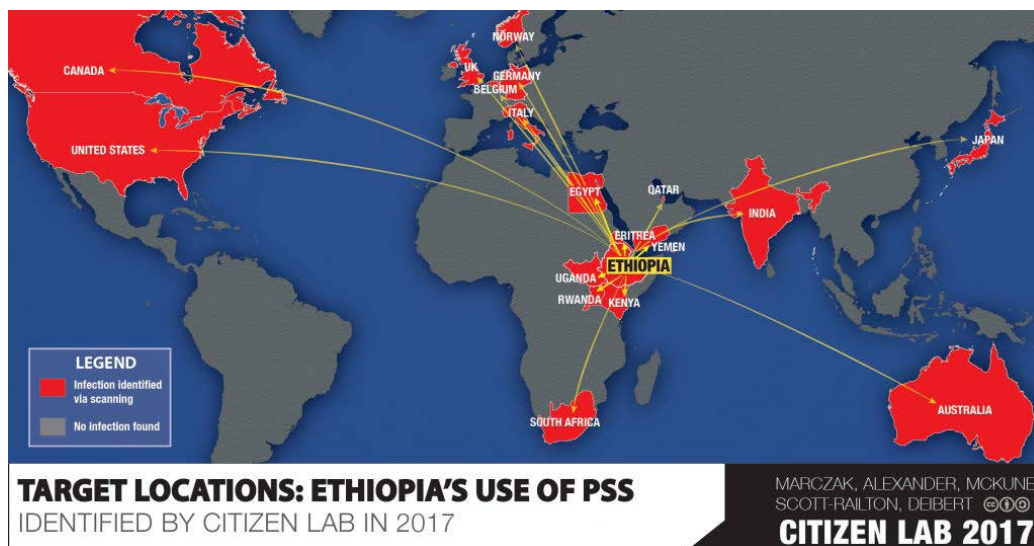 NORWAY
CANADA
UK
GERMANY
BELGIUM
ITALY
UNITED STATES
JAPAN
EGYPT
QATAR
INDIA
ERITREA
YEMEN
ETHIOPIA
UGANDA
RWANDA
KENYA
LEGEND
Infection identified
via scanning
No infection found
SOUTH AFRICA
AUSTRALIA
TARGET LOCATIONS: ETHIOPIA'S USE OF PSS
IDENTIFIED BY CITIZEN LAB IN 2017
MARCZAK, ALEXANDER, MCKUNE
SCOTT-RAILTON, DEIBERT
CITIZEN LAB 2017